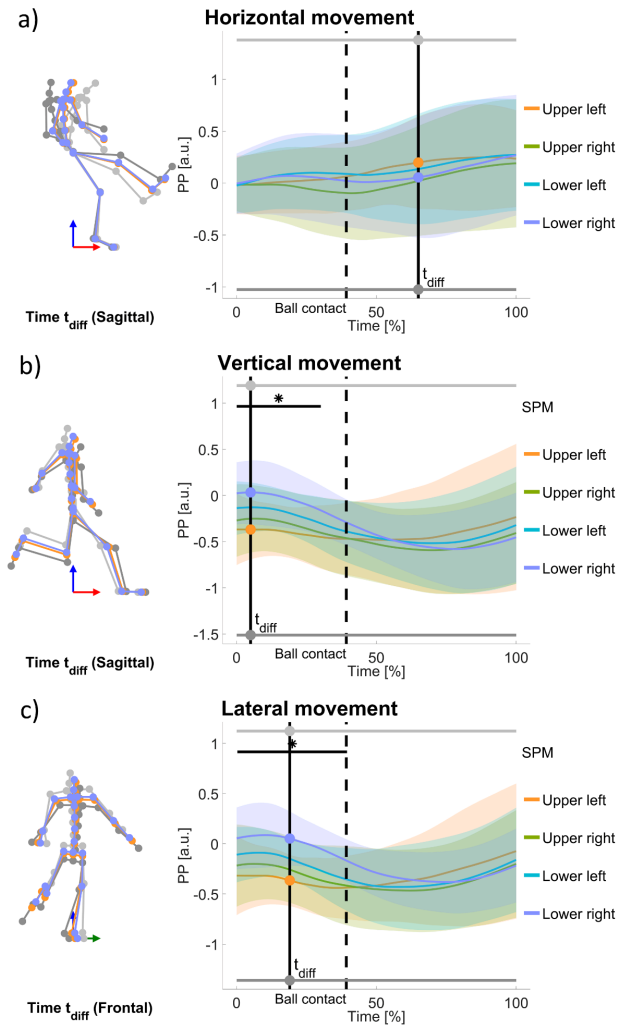 a)
Horizontal movement
PP [a.u.]
1
0.5
0
-0.5
-1
Upper left
Upper right
Lower left
Lower right
t_diff
Ball contact
0
50
100
Time [%]
Time t_diff (Sagittal)
b)
Vertical movement
PP [a.u.]
1
0.5
0
-0.5
-1
-1.5
*
SPM
Upper left
Upper right
Lower left
Lower right
t_diff
Ball contact
0
50
100
Time [%]
Time t_diff (Sagittal)
c)
Lateral movement
PP [a.u.]
1
0.5
0
-0.5
-1
*
SPM
Upper left
Upper right
Lower left
Lower right
t_diff
Ball contact
0
50
100
Time [%]
Time t_diff (Frontal)